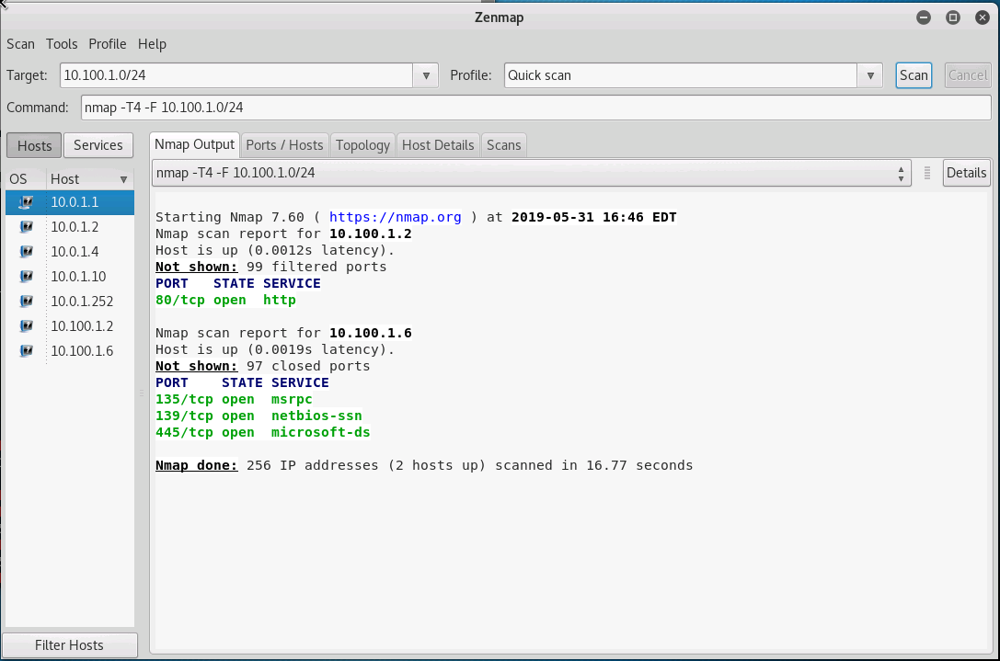 Zenmap
Scan Tools Profile Help
Target: 10.100.1.0/24 Profile: Quick scan Scan Cancel
Command: nmap -T4 -F 10.100.1.0/24
Hosts Services
OS Host
10.0.1.1
10.0.1.2
10.0.1.4
10.0.1.10
10.0.1.252
10.100.1.2
10.100.1.6
Filter Hosts
Nmap Output Ports / Hosts Topology Host Details Scans
nmap -T4 -F 10.100.1.0/24 Details
Starting Nmap 7.60 ( https://nmap.org ) at 2019-05-31 16:46 EDT
Nmap scan report for 10.100.1.2
Host is up (0.0012s latency).
Not shown: 99 filtered ports
PORT   STATE SERVICE
80/tcp open  http
Nmap scan report for 10.100.1.6
Host is up (0.0019s latency).
Not shown: 97 closed ports
PORT    STATE SERVICE
135/tcp open  msrpc
139/tcp open  netbios-ssn
445/tcp open  microsoft-ds
Nmap done: 256 IP addresses (2 hosts up) scanned in 16.77 seconds